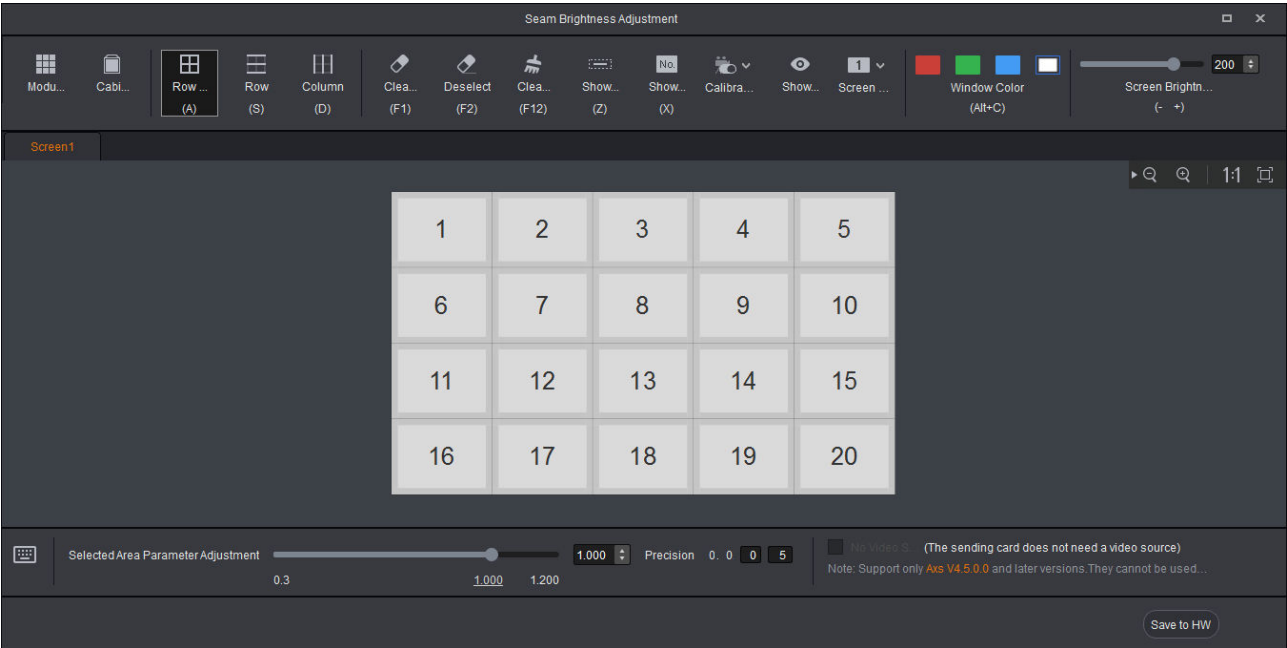 Seam Brightness Adjustment
Modu... Cabi... Row ... Row Column Clea... Deselect Clea... Show... Show... Calibra... Show... Screen ... Window Color Screen Brightn...
(A) (S) (D) (F1) (F2) (F12) (Z) (X) (Alt+C) (- +)
No. 1 200
Screen1
1:1
1 2 3 4 5
6 7 8 9 10
11 12 13 14 15
16 17 18 19 20
Selected Area Parameter Adjustment 1.000 Precision 0. 0 0 5 No Video S... (The sending card does not need a video source)
0.3 1.000 1.200
Note: Support only Axs V4.5.0.0 and later versions.They cannot be used...
Save to HW